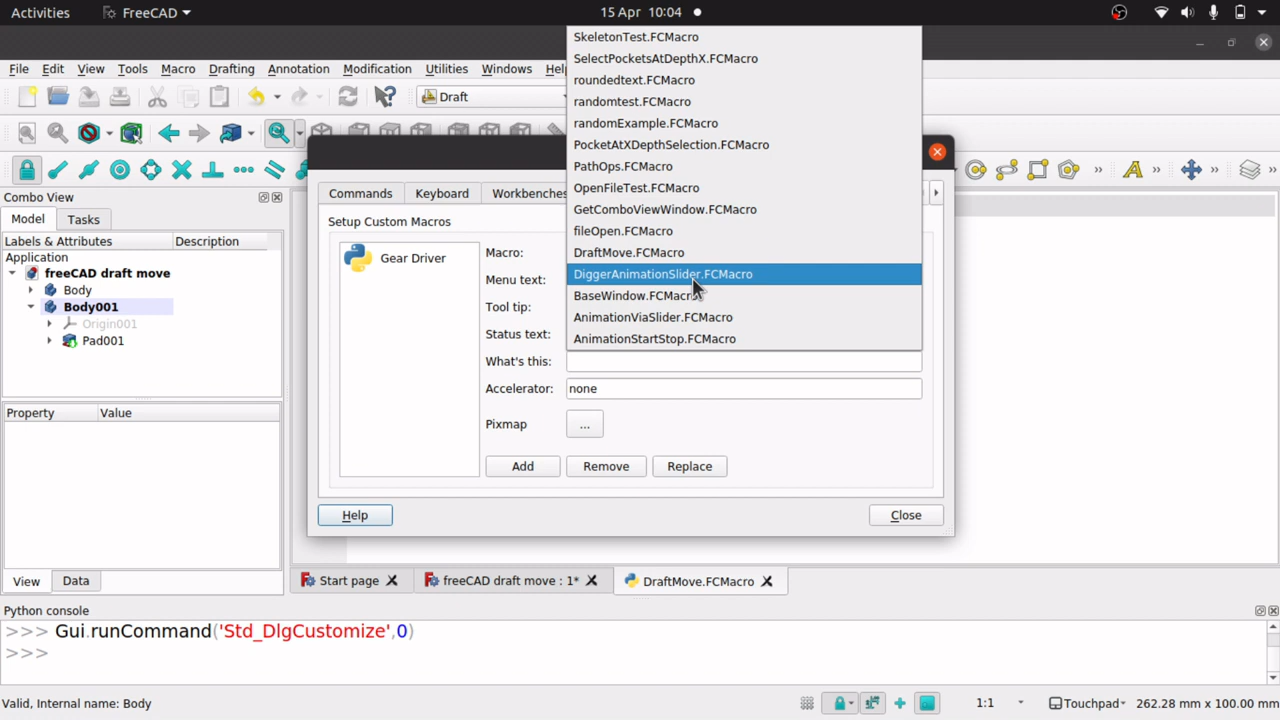 Activities
FreeCAD
15 Apr 10:04
File Edit View Tools Macro Drafting Annotation Modification Utilities Windows Help
Draft
Combo View
Model Tasks
Labels & Attributes Description
Application
freeCAD draft move
Body
Body001
Origin001
Pad001
Property Value
View Data
Commands Keyboard Workbenches
Setup Custom Macros
Gear Driver
Macro:
Menu text:
Tool tip:
Status text:
What's this:
Accelerator: none
Pixmap ...
Add Remove Replace
Help Close
SkeletonTest.FCMacro
SelectPocketsAtDepthX.FCMacro
roundedtext.FCMacro
randomtest.FCMacro
randomExample.FCMacro
PocketAtXDepthSelection.FCMacro
PathOps.FCMacro
OpenFileTest.FCMacro
GetComboViewWindow.FCMacro
fileOpen.FCMacro
DraftMove.FCMacro
DiggerAnimationSlider.FCMacro
BaseWindow.FCMacro
AnimationViaSlider.FCMacro
AnimationStartStop.FCMacro
Start page freeCAD draft move : 1* DraftMove.FCMacro
Python console
>>> Gui.runCommand('Std_DlgCustomize',0)
>>>
Valid, Internal name: Body
1:1 Touchpad 262.28 mm x 100.00 mm